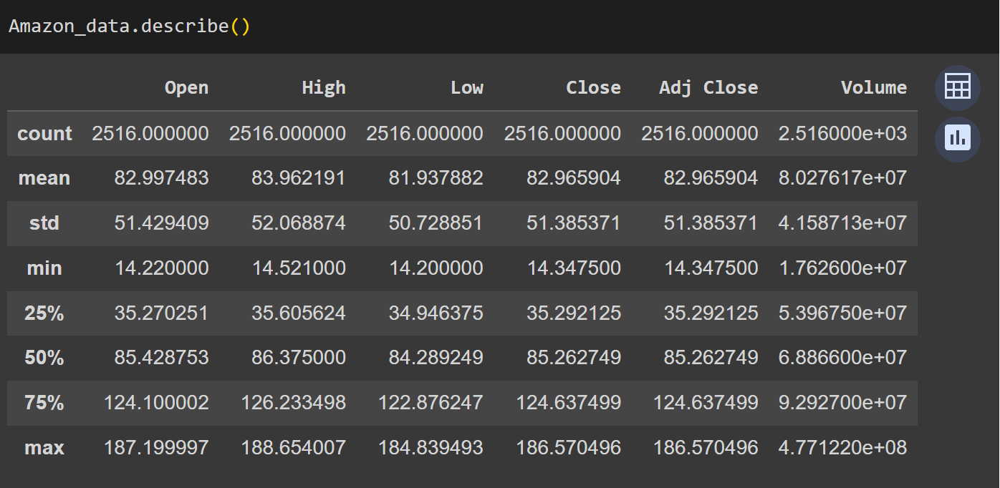 Amazon_data.describe()
Open High Low Close Adj Close Volume
count 2516.000000 2516.000000 2516.000000 2516.000000 2516.000000 2.516000e+03
mean 82.997483 83.962191 81.937882 82.965904 82.965904 8.027617e+07
std 51.429409 52.068874 50.728851 51.385371 51.385371 4.158713e+07
min 14.220000 14.521000 14.200000 14.347500 14.347500 1.762600e+07
25% 35.270251 35.605624 34.946375 35.292125 35.292125 5.396750e+07
50% 85.428753 86.375000 84.289249 85.262749 85.262749 6.886600e+07
75% 124.100002 126.233498 122.876247 124.637499 124.637499 9.292700e+07
max 187.199997 188.654007 184.839493 186.570496 186.570496 4.771220e+08